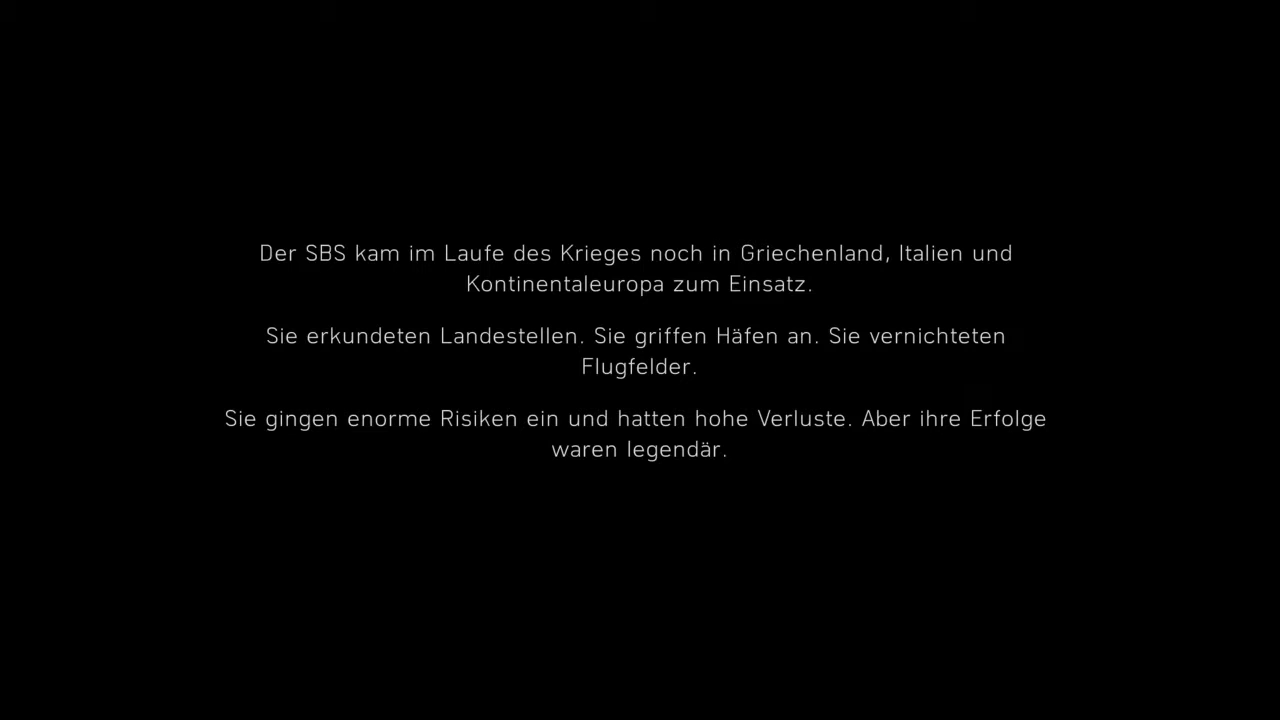 Der SBS kam im Laufe des Krieges noch in Griechenland, Italien und
Kontinentaleuropa zum Einsatz.
Sie erkundeten Landestellen. Sie griffen Häfen an. Sie vernichteten
Flugfelder.
Sie gingen enorme Risiken ein und hatten hohe Verluste. Aber ihre Erfolge
waren legendär.